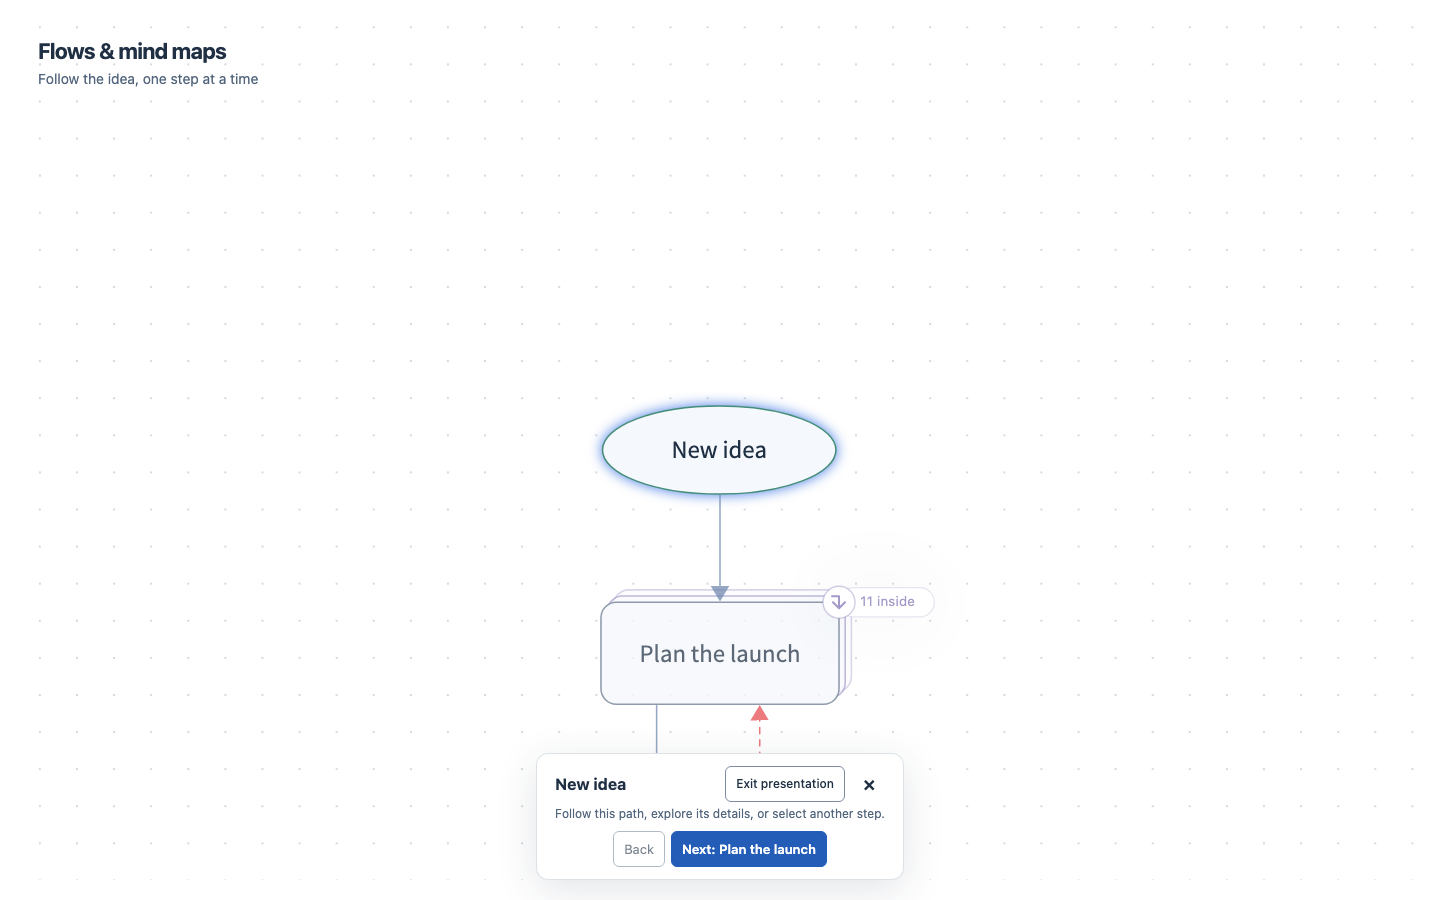 Flows & mind maps
Follow the idea, one step at a time
New idea
11 inside
Plan the launch
New idea
Exit presentation
Follow this path, explore its details, or select another step.
Back
Next: Plan the launch